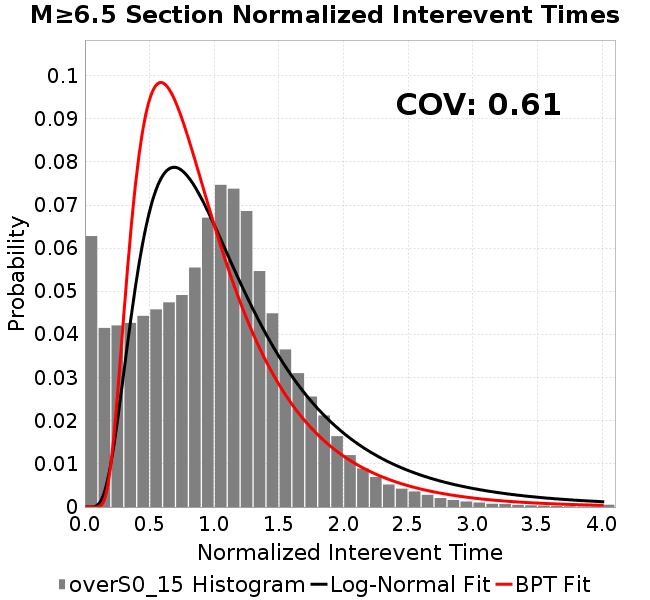 M≥6.5 Section Normalized Interevent Times
COV: 0.61
Probability
0.1
0.09
0.08
0.07
0.06
0.05
0.04
0.03
0.02
0.01
0
0.0 0.5 1.0 1.5 2.0 2.5 3.0 3.5 4.0
Normalized Interevent Time
overS0_15 Histogram Log-Normal Fit BPT Fit